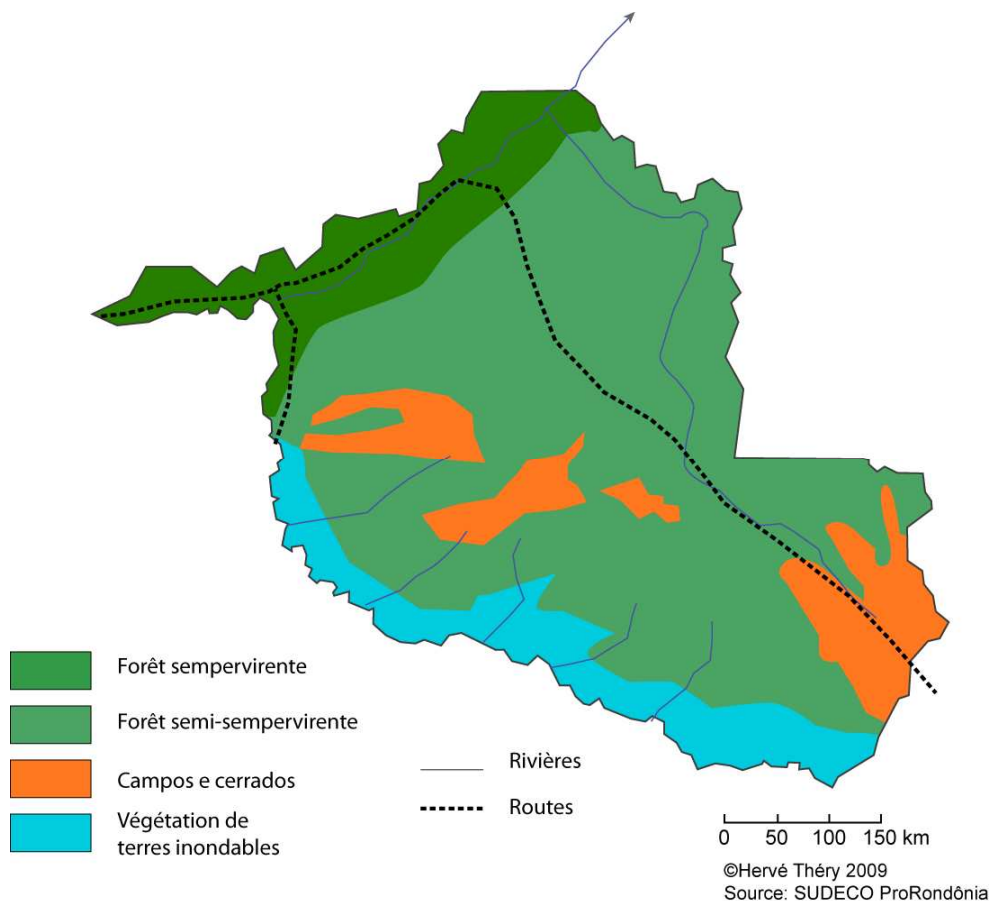 Forêt sempervirente
Forêt semi-sempervirente
Campos e cerrados
Végétation de
terres inondables
Rivières
Routes
0 50 100 150 km
©Hervé Théry 2009
Source: SUDECO ProRondônia